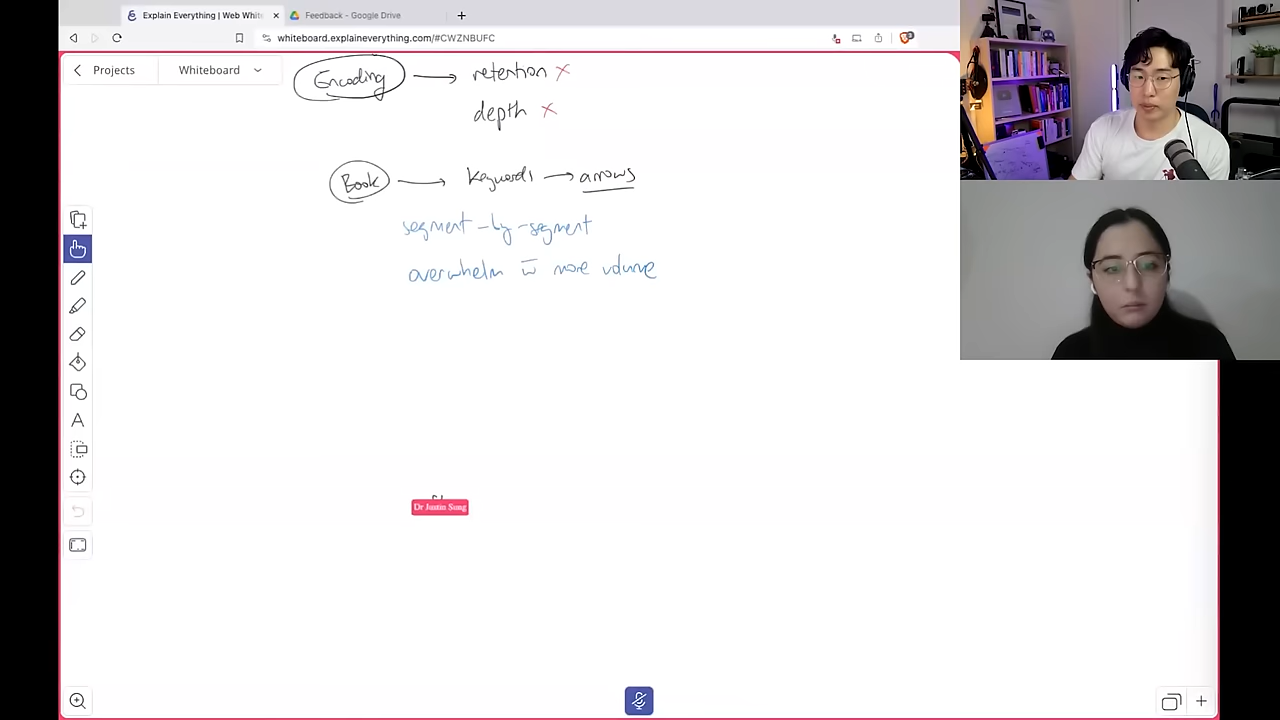 Explain Everything | Web Whit
Feedback - Google Drive
whiteboard.explaineverything.com/#CWZNBUFC
Projects
Whiteboard
Encoding → retention ✗
depth ✗
Book → keywords → arrows
segment-by-segment
overwhelm w̅ more volume
Dr Justin Sung